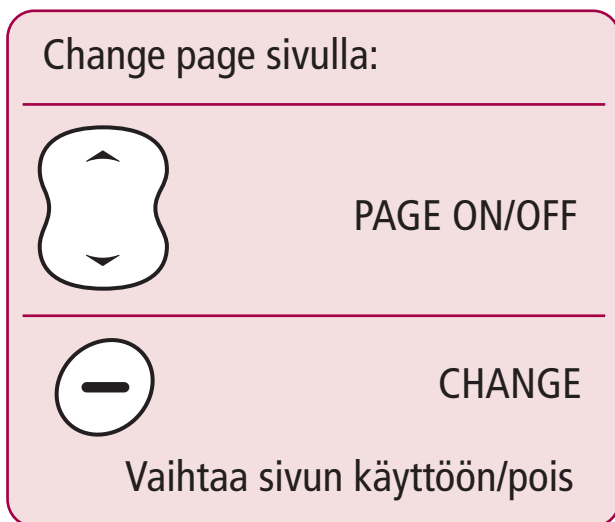 Change page sivulla:
PAGE ON/OFF
CHANGE
Vaihtaa sivun käyttöön/pois